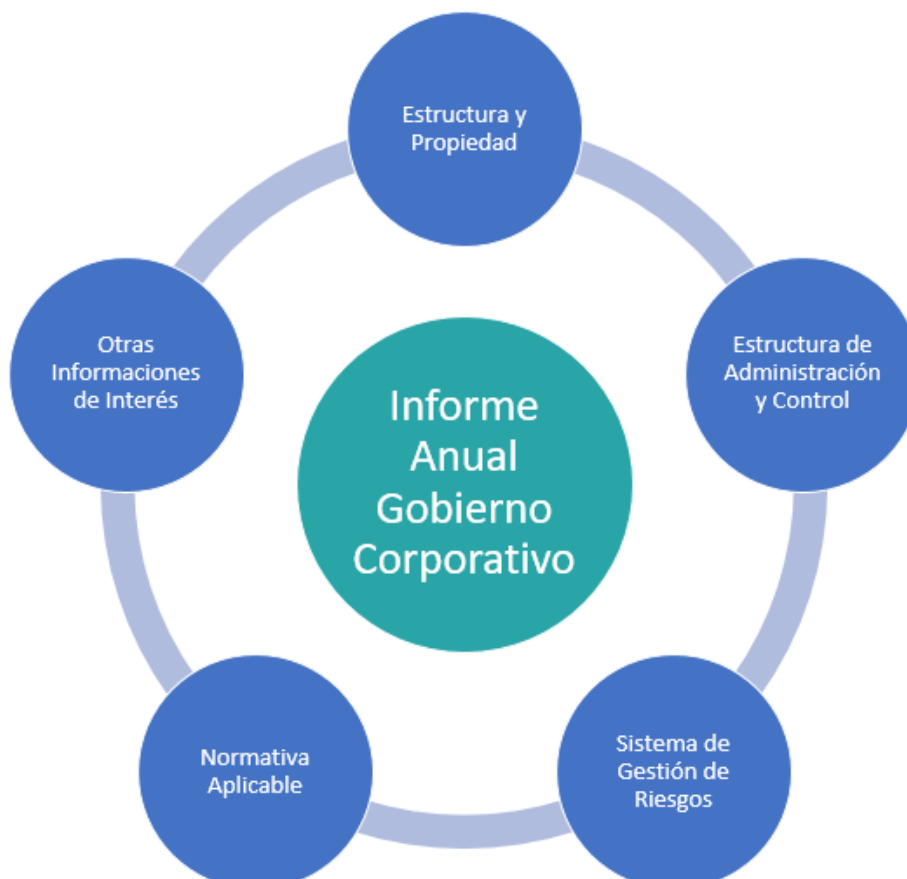 Estructura y
Propiedad
Estructura de
Administración
y Control
Sistema de
Gestión de
Riesgos
Normativa
Aplicable
Otras
Informaciones
de Interés
Informe
Anual
Gobierno
Corporativo